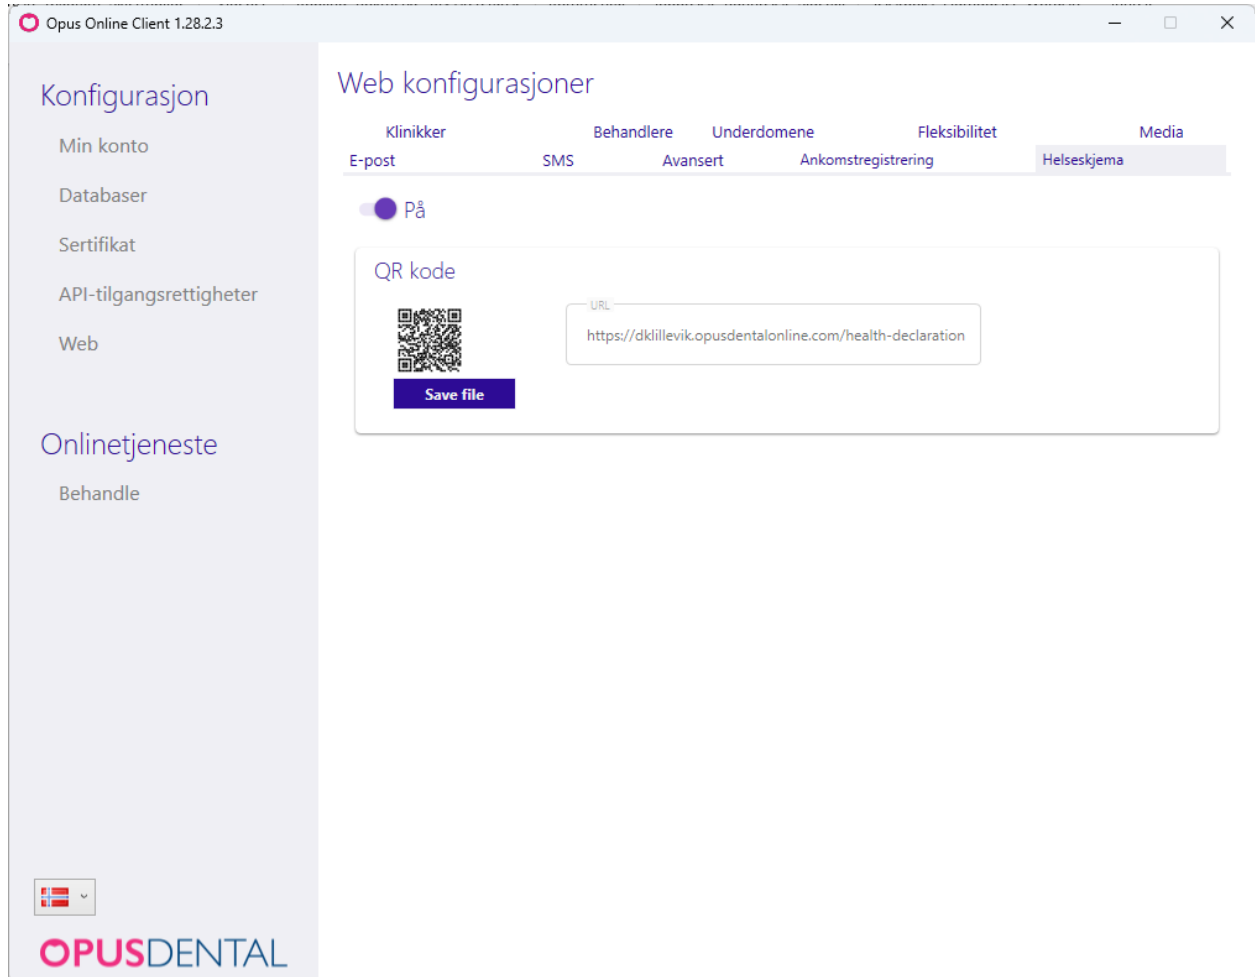 Opus Online Client 1.28.2.3
Konfigurasjon
Min konto
Databaser
Sertifikat
API-tilgangsrettigheter
Web
Onlinetjeneste
Behandle
OPUSDENTAL
Web konfigurasjoner
Klinikker Behandlere Underdomene Fleksibilitet Media
E-post SMS Avansert Ankomstregistrering Helseskjema
På
QR kode
URL
https://dklillevik.opusdentalonline.com/health-declaration
Save file